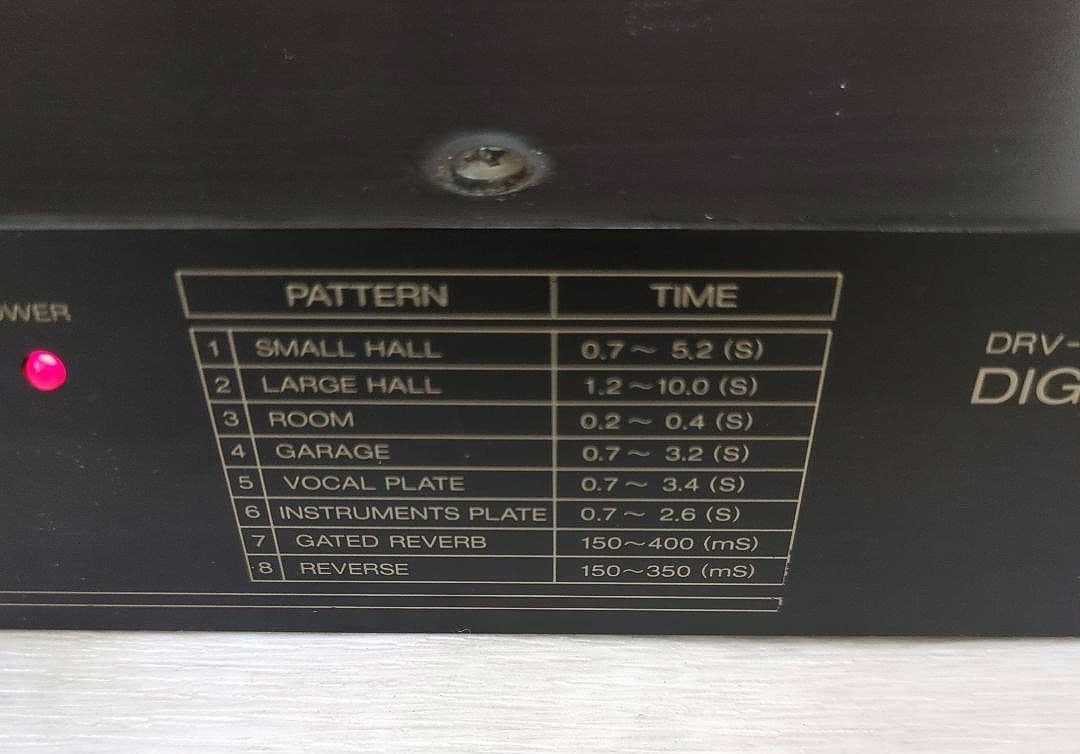 OWER
PATTERN TIME
1 SMALL HALL 0.7～ 5.2 (S)
2 LARGE HALL 1.2～10.0 (S)
3 ROOM 0.2～ 0.4 (S)
4 GARAGE 0.7～ 3.2 (S)
5 VOCAL PLATE 0.7～ 3.4 (S)
6 INSTRUMENTS PLATE 0.7～ 2.6 (S)
7 GATED REVERB 150～400 (mS)
8 REVERSE 150～350 (mS)
DRV-
DIG